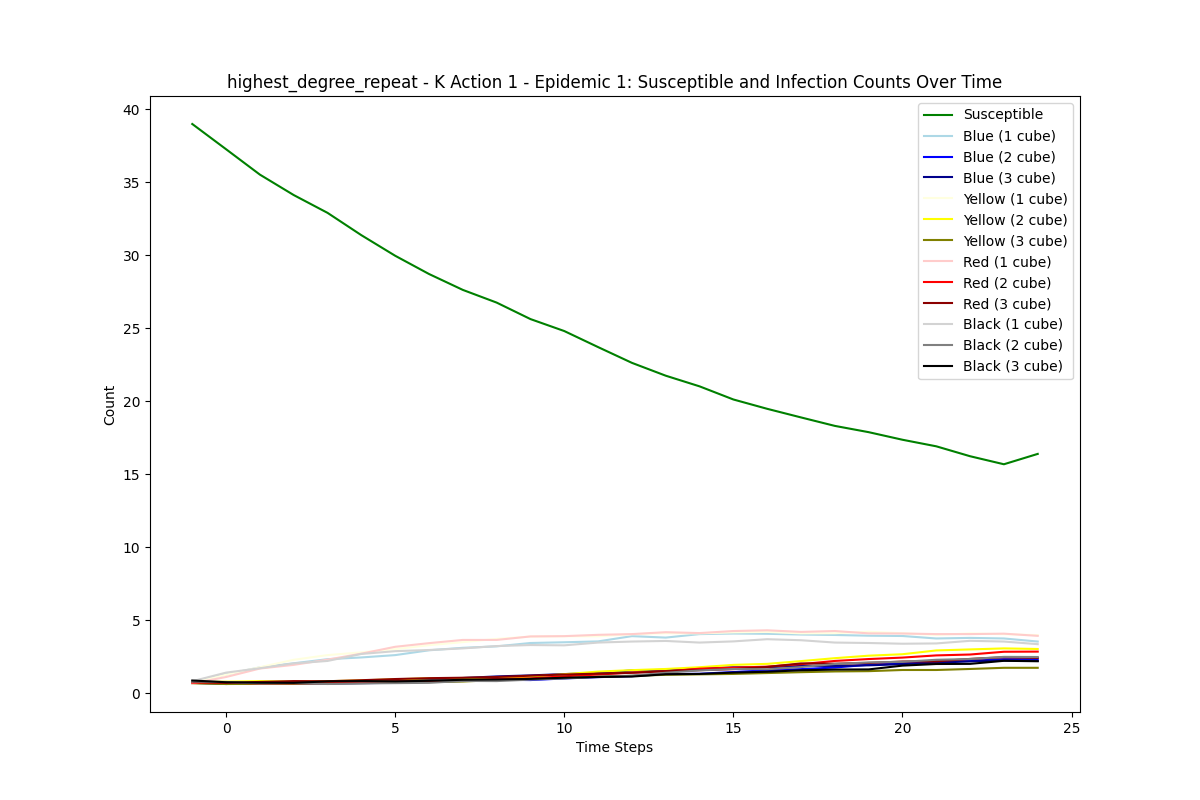 highest_degree_repeat - K Action 1 - Epidemic 1: Susceptible and Infection Counts Over Time
40
35
30
25
20
15
10
5
0
Count
0
5
10
15
20
25
Time Steps
Susceptible
Blue (1 cube)
Blue (2 cube)
Blue (3 cube)
Yellow (1 cube)
Yellow (2 cube)
Yellow (3 cube)
Red (1 cube)
Red (2 cube)
Red (3 cube)
Black (1 cube)
Black (2 cube)
Black (3 cube)